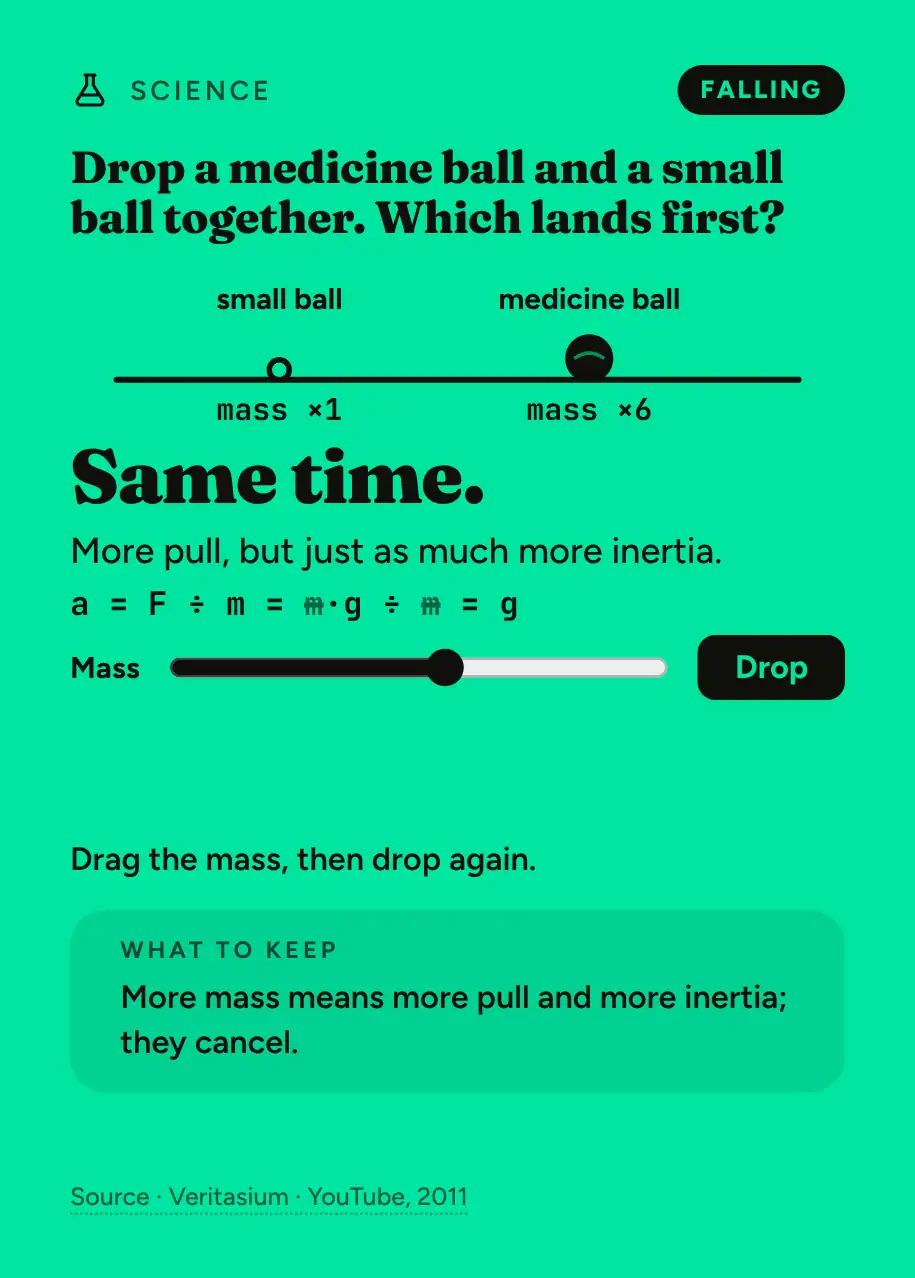 SCIENCE
FALLING
Drop a medicine ball and a small
ball together. Which lands first?
small ball
medicine ball
mass ×1
mass ×6
Same time.
More pull, but just as much more inertia.
a = F ÷ m = m·g ÷ m = g
Mass
Drop
Drag the mass, then drop again.
WHAT TO KEEP
More mass means more pull and more inertia;
they cancel.
Source · Veritasium · YouTube, 2011